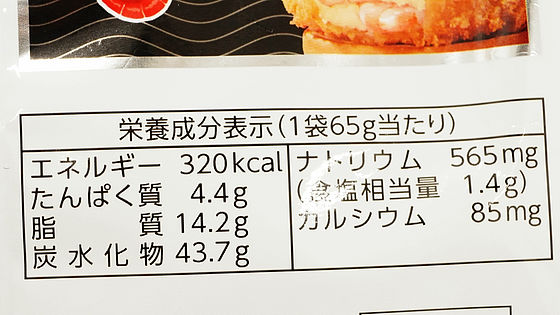 栄養成分表示(1袋65g当たり)
エネルギー 320kcal
たんぱく質 4.4g
脂質 14.2g
炭水化物 43.7g
ナトリウム 565mg
(食塩相当量 1.4g)
カルシウム 85mg